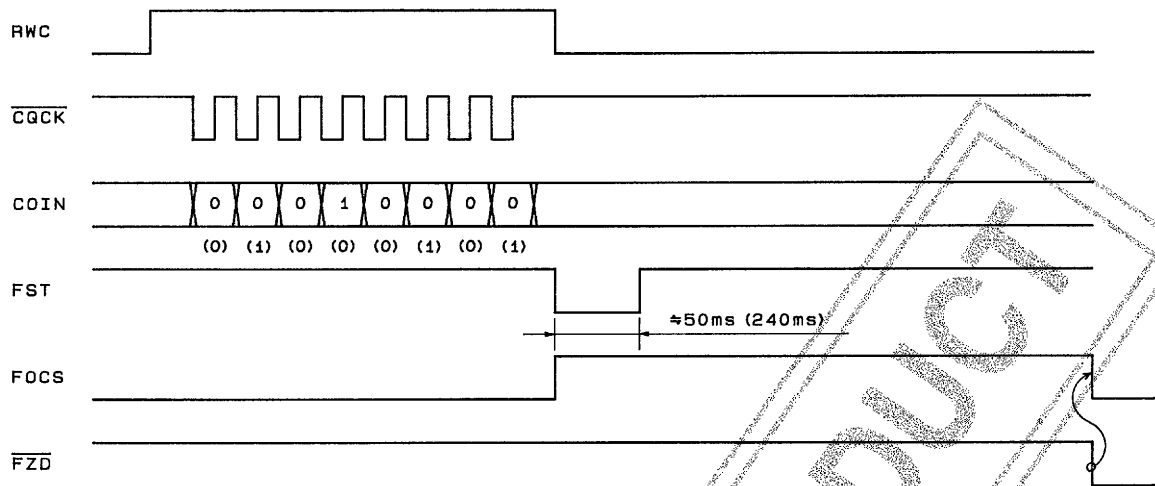 RWC
CQCK
COIN 0 0 0 1 0 0 0 0
(0) (1) (0) (0) (0) (1) (0) (1)
FST
≒50ms (240ms)
FOCS
FZD
DUCT